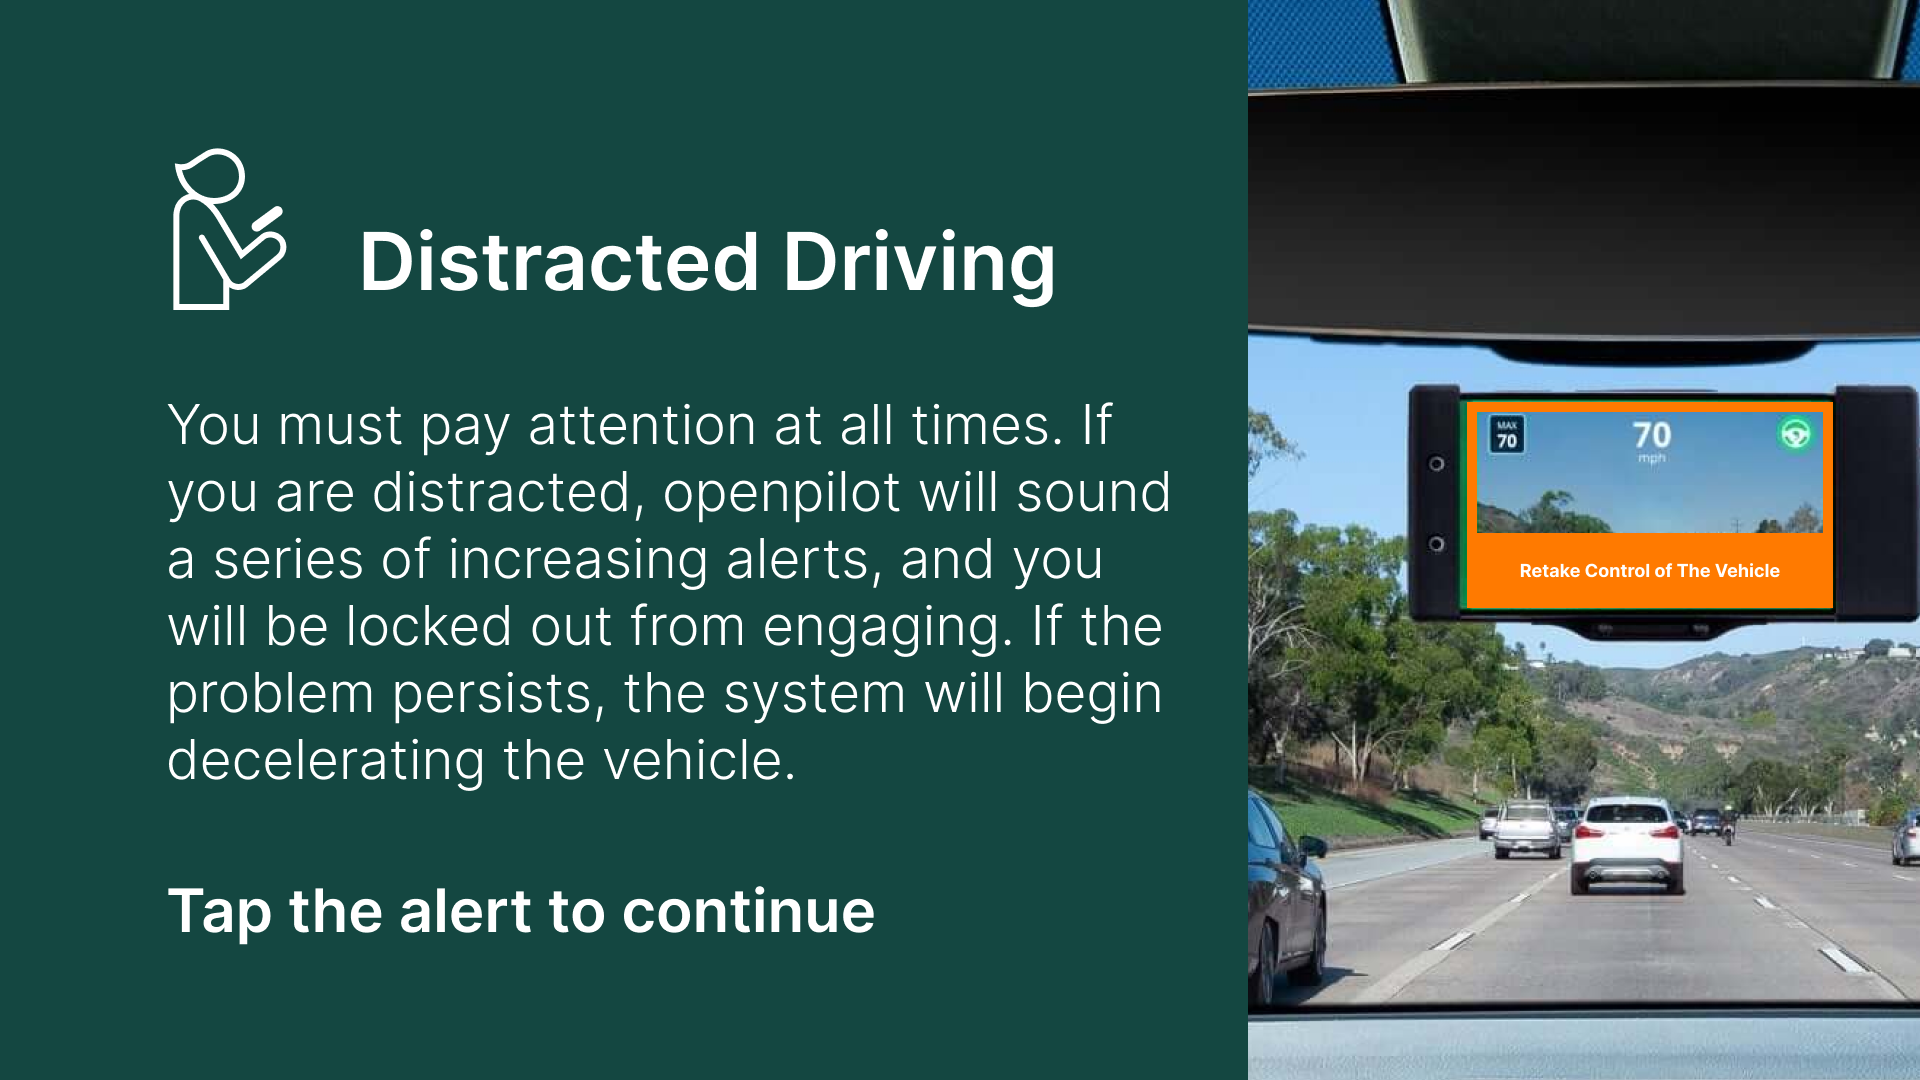 Distracted Driving
You must pay attention at all times. If
you are distracted, openpilot will sound
a series of increasing alerts, and you
will be locked out from engaging. If the
problem persists, the system will begin
decelerating the vehicle.
Tap the alert to continue
MAX
70
70
mph
Retake Control of The Vehicle